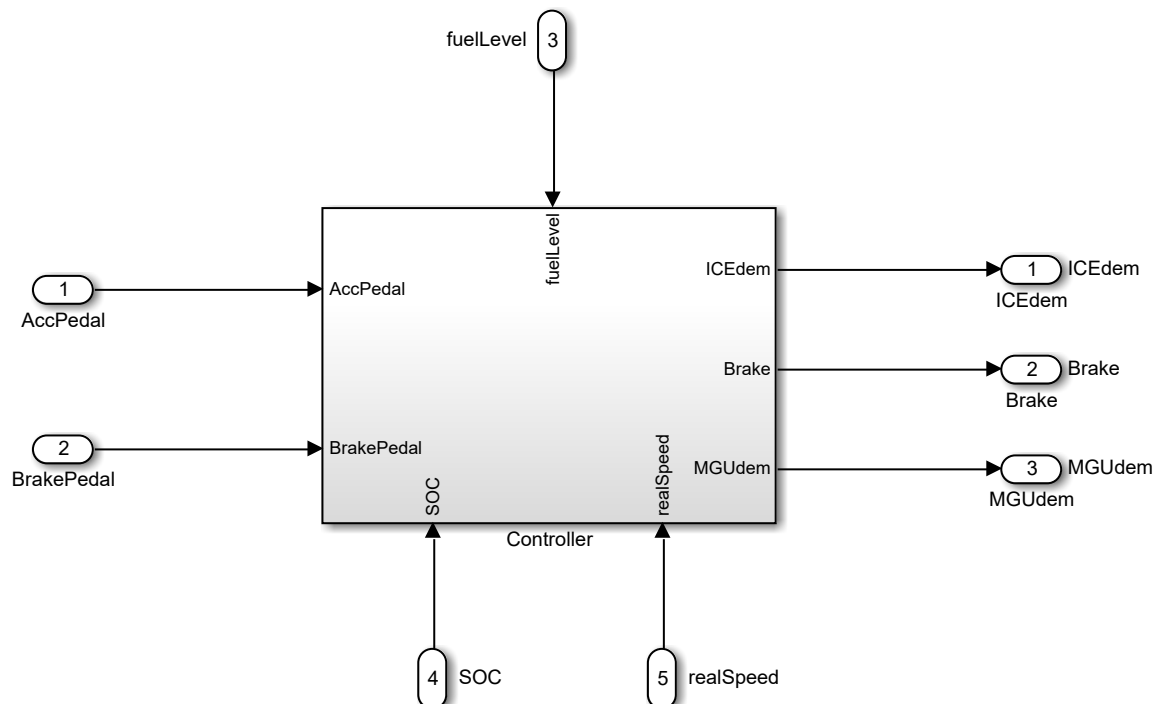 fuelLevel
3
fuelLevel
1
AccPedal
AccPedal
2
BrakePedal
BrakePedal
ICEdem
1
ICEdem
ICEdem
Brake
2
Brake
Brake
MGUdem
3
MGUdem
MGUdem
SOC
realSpeed
Controller
4
SOC
5
realSpeed